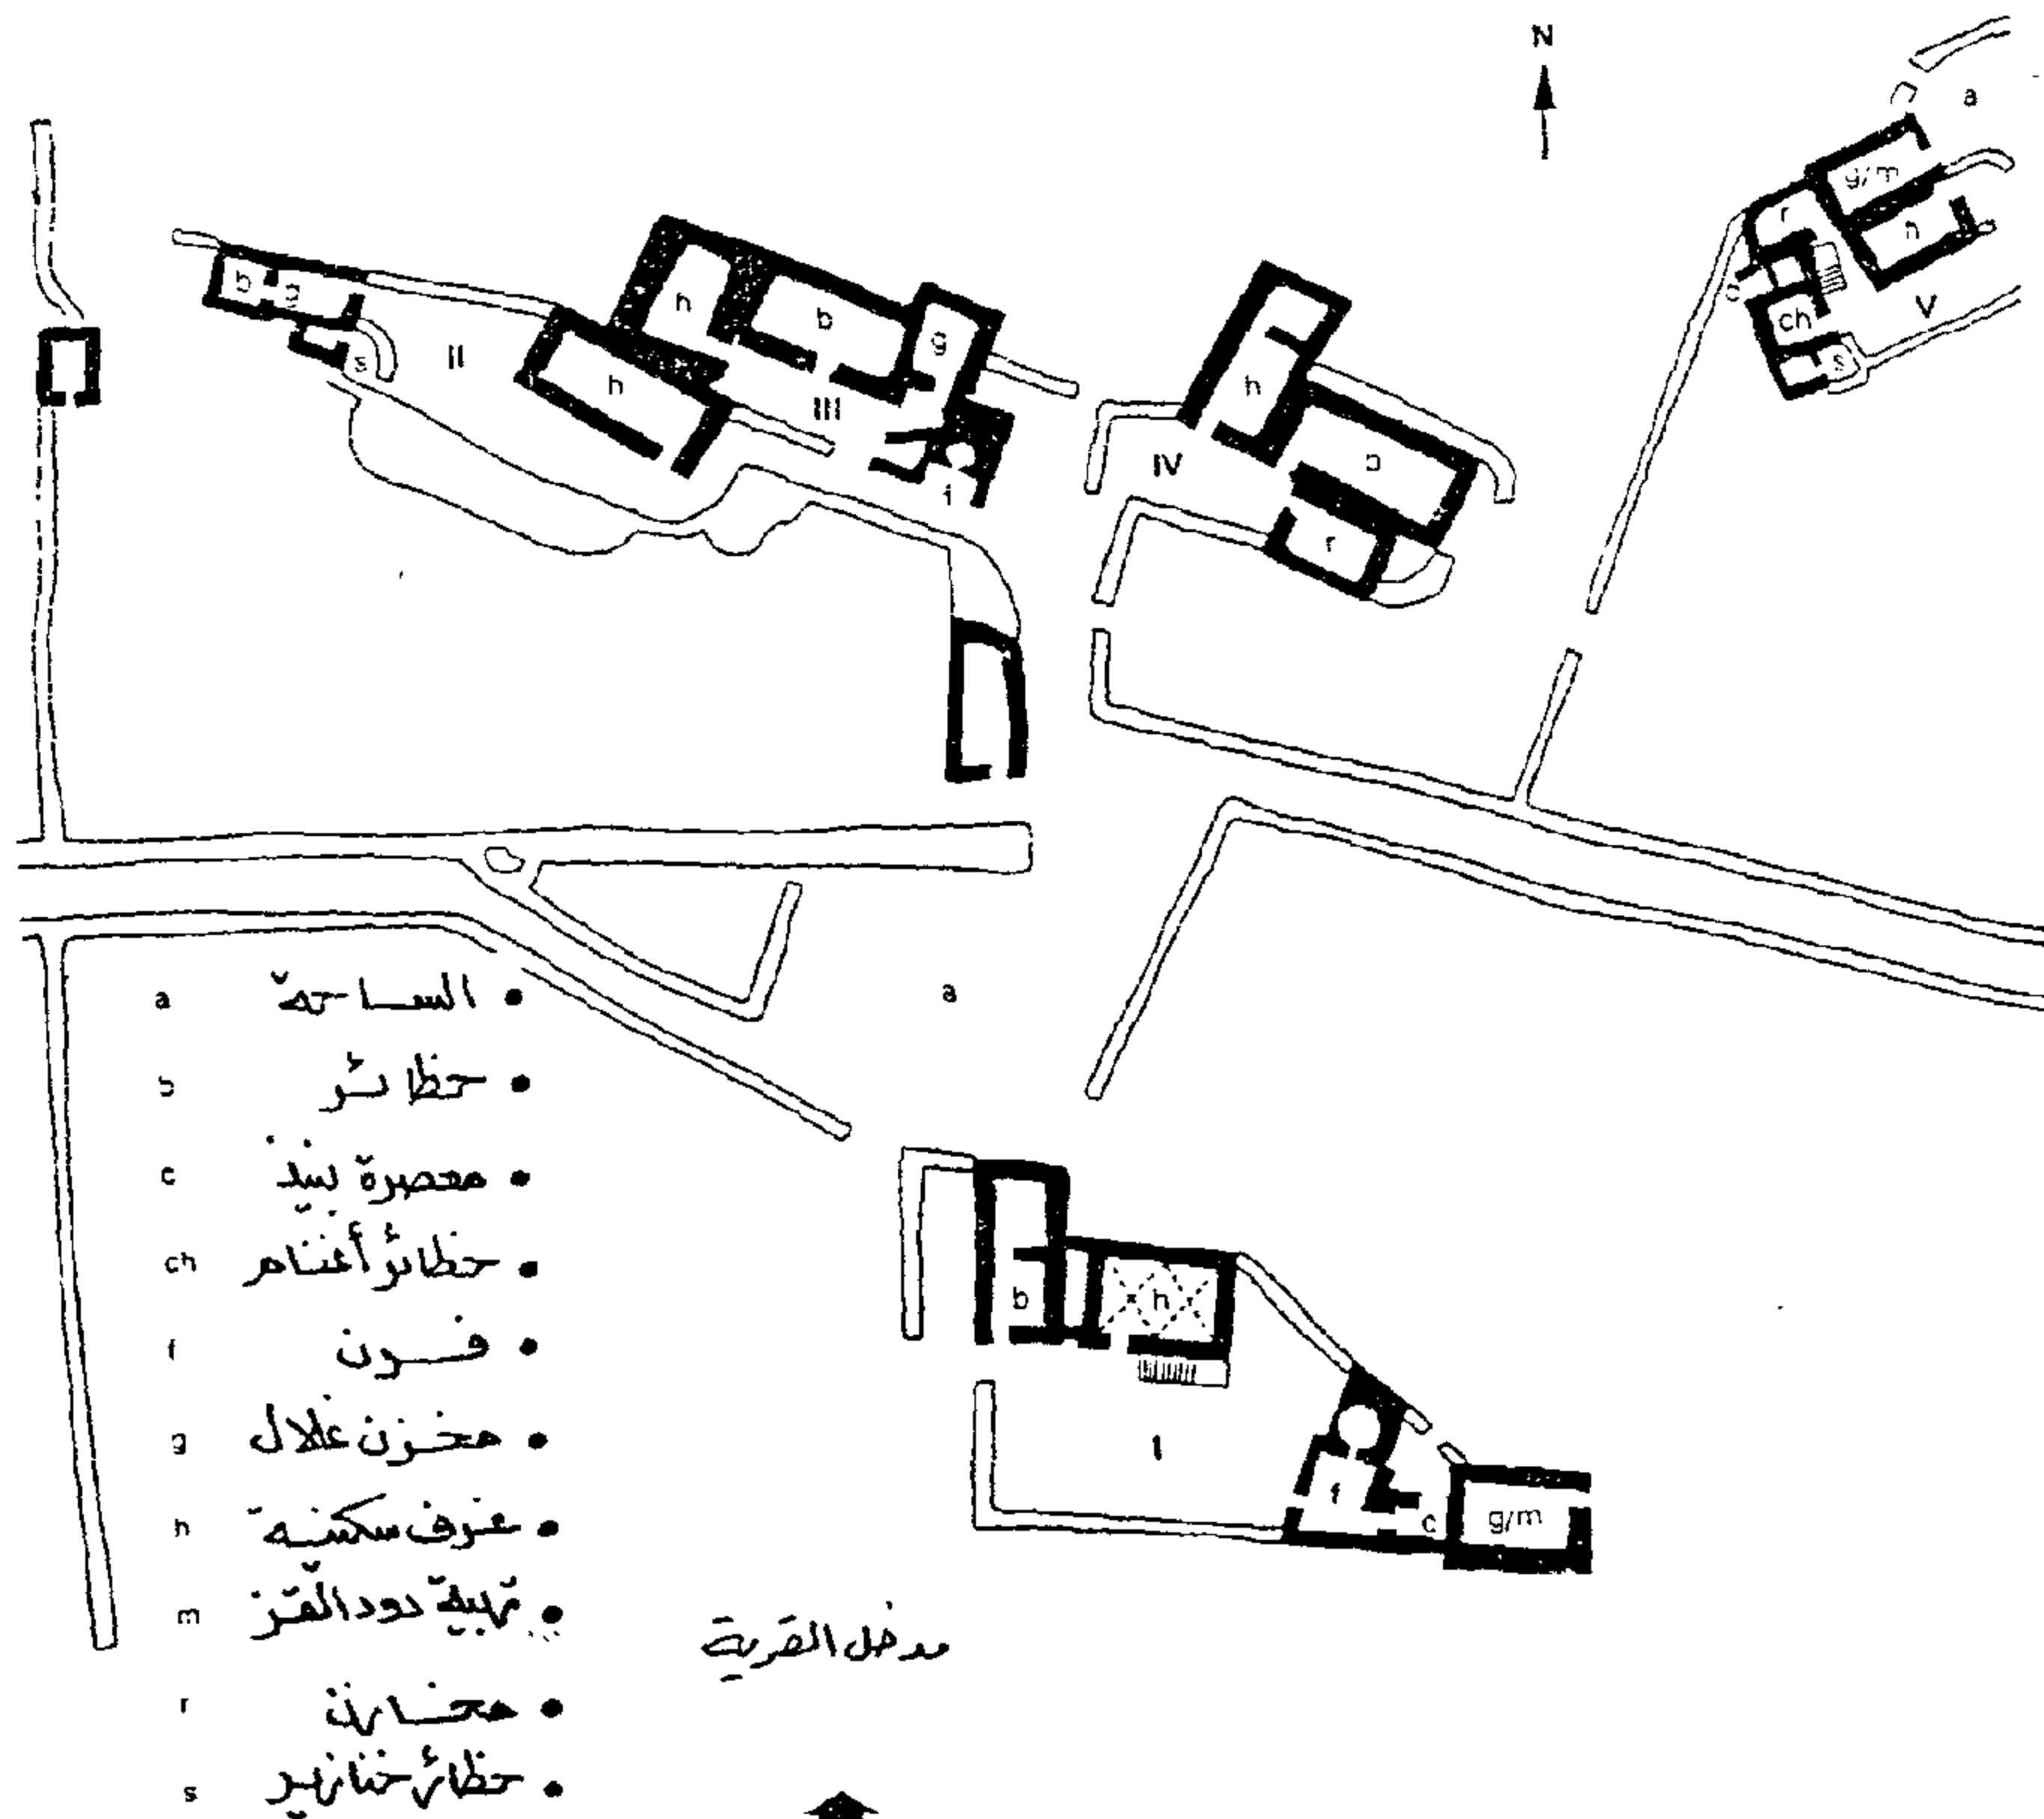 N
a
g/m
r
h
b
g
h
b
g
c
V
II
h
ch
s
s
h
III
IV
b
i
r
a
a الساحة •
b حظائر •
c معصرة نبيذ •
ch حظائر أغنام •
f فرن •
g مخزن غلال •
h غرف سكنية •
m تربية دود القز •
r مخازن •
s حظائر خنازير •
b
h
I
f
c
g/m
مدخل القرية